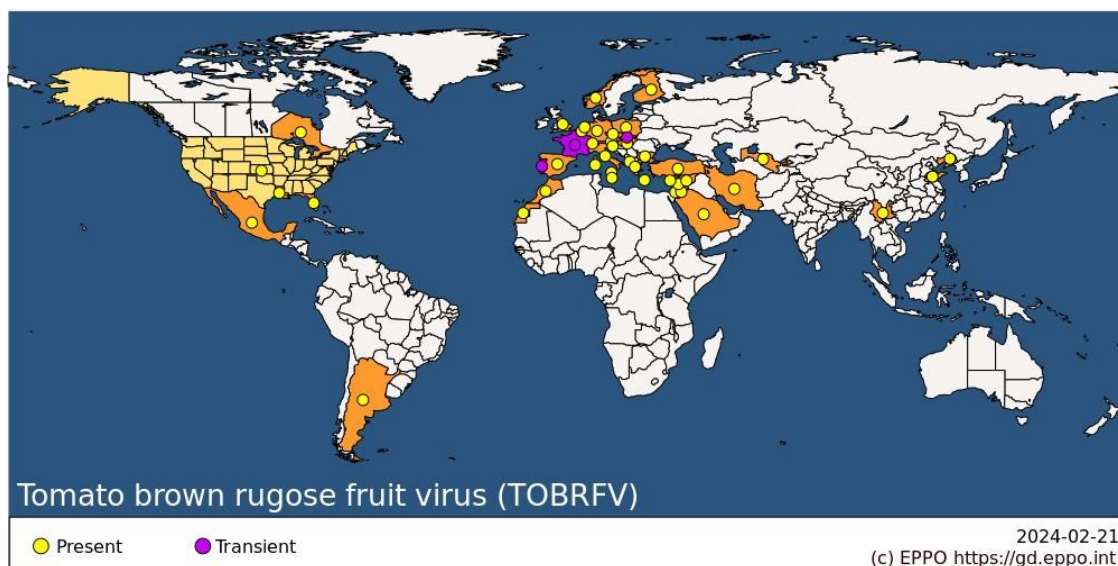 Tomato brown rugose fruit virus (TOBRFV)
Present
Transient
2024-02-21
(c) EPPO https://gd.eppo.int